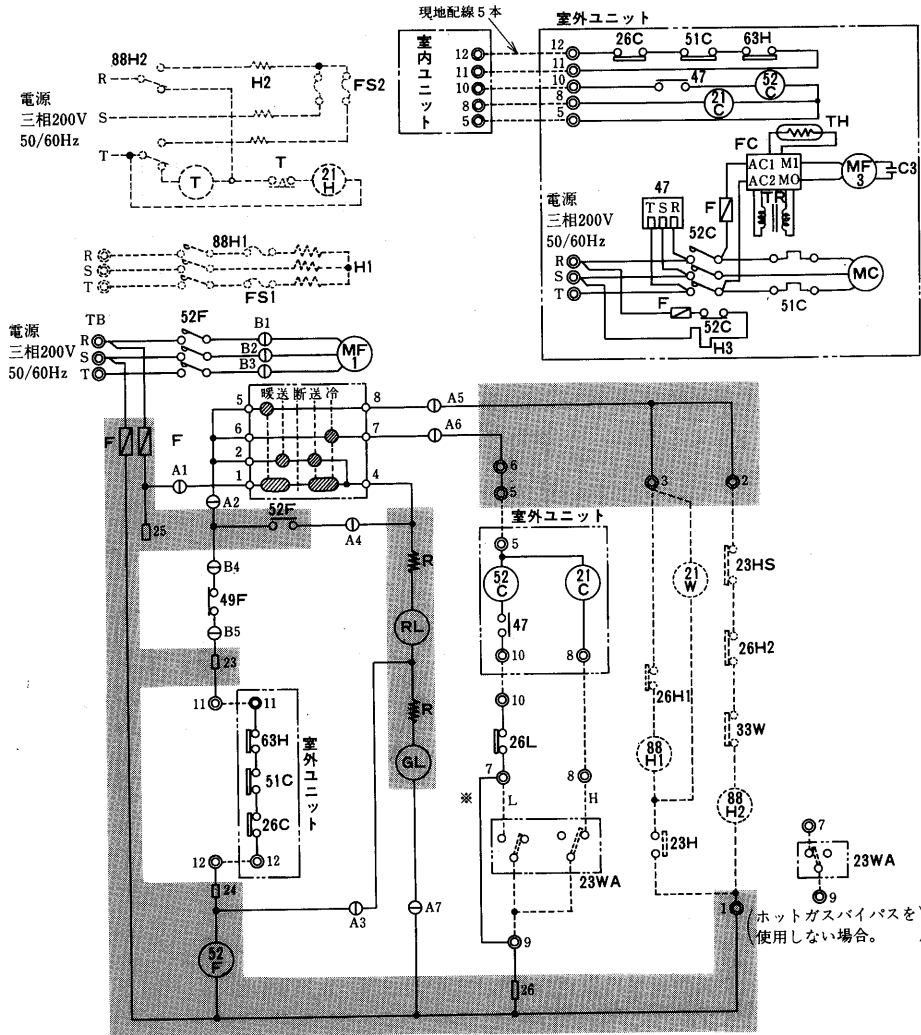 現地配線5本
室外ユニット
室内ユニット
12
11
10
8
5
12
11
10
8
5
26C
51C
63H
47
52C
21C
FC
TH
AC1 M1
AC2 MO
TR
MF3
C3
F
47
TSR
電源
三相200V
50/60Hz
R
S
T
52C
51C
MC
F
52C
H3
88H2
R
電源
三相200V
50/60Hz
S
T
H2
FS2
T
T
21H
R
S
T
88H1
FS1
H1
電源
三相200V
50/60Hz
TB
R
S
T
52F
B1
B2
B3
MF1
暖送断送冷
5
6
2
1
8
7
4
A5
A6
F
F
A1
A2
25
52F
A4
B4
49F
B5
23
11
11
63H
51C
26C
室外ユニット
12
12
24
A3
52F
R
RL
R
GL
A7
6
5
室外ユニット
5
52C
21C
47
10
8
10
26L
7
8
※
L
H
23WA
9
26
3
2
21W
26H1
88H1
23H
23HS
26H2
33W
88H2
1
7
23WA
9
(ホットガスバイパスを
使用しない場合。)